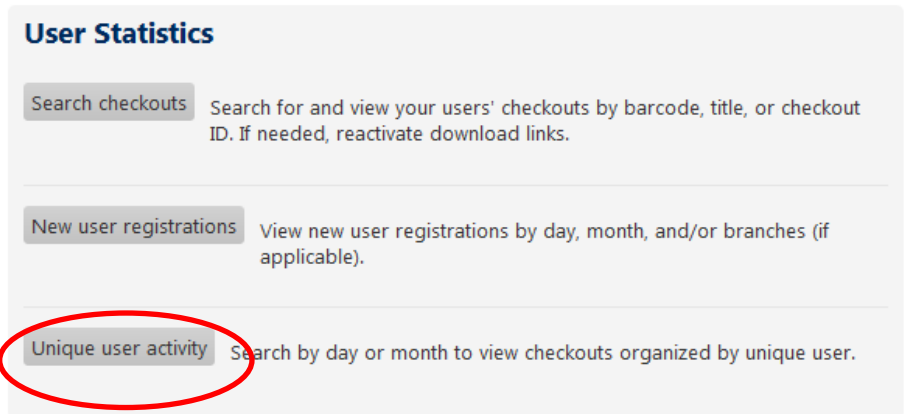 User Statistics
Search checkouts
Search for and view your users' checkouts by barcode, title, or checkout
ID. If needed, reactivate download links.
New user registrations
View new user registrations by day, month, and/or branches (if
applicable).
Unique user activity
Search by day or month to view checkouts organized by unique user.